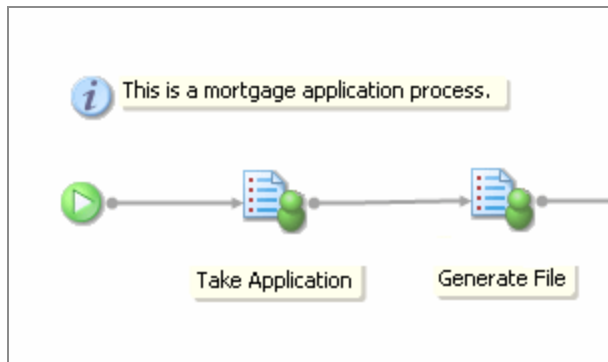 This is a mortgage application process.
Take Application
Generate File